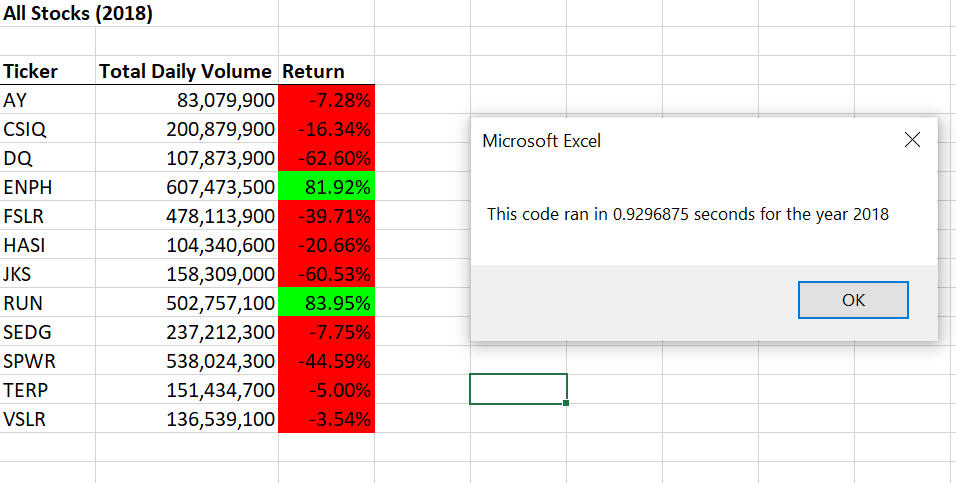 All Stocks (2018)
Ticker Total Daily Volume Return
AY 83,079,900 -7.28%
CSIQ 200,879,900 -16.34%
DQ 107,873,900 -62.60%
ENPH 607,473,500 81.92%
FSLR 478,113,900 -39.71%
HASI 104,340,600 -20.66%
JKS 158,309,000 -60.53%
RUN 502,757,100 83.95%
SEDG 237,212,300 -7.75%
SPWR 538,024,300 -44.59%
TERP 151,434,700 -5.00%
VSLR 136,539,100 -3.54%
Microsoft Excel
This code ran in 0.9296875 seconds for the year 2018
OK